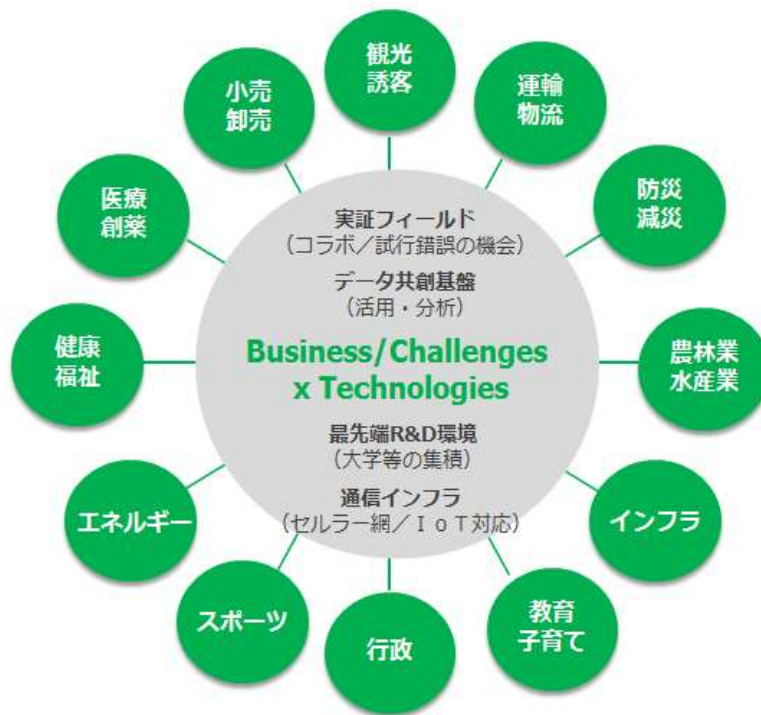 観光
誘客
運輸
物流
防災
減災
農林業
水産業
インフラ
教育
子育て
行政
スポーツ
エネルギー
健康
福祉
医療
創薬
小売
卸売
実証フィールド
(コラボ/試行錯誤の機会)
データ共創基盤
(活用・分析)
Business/Challenges
x Technologies
最先端R&D環境
(大学等の集積)
通信インフラ
(セルラー網/IoT対応)